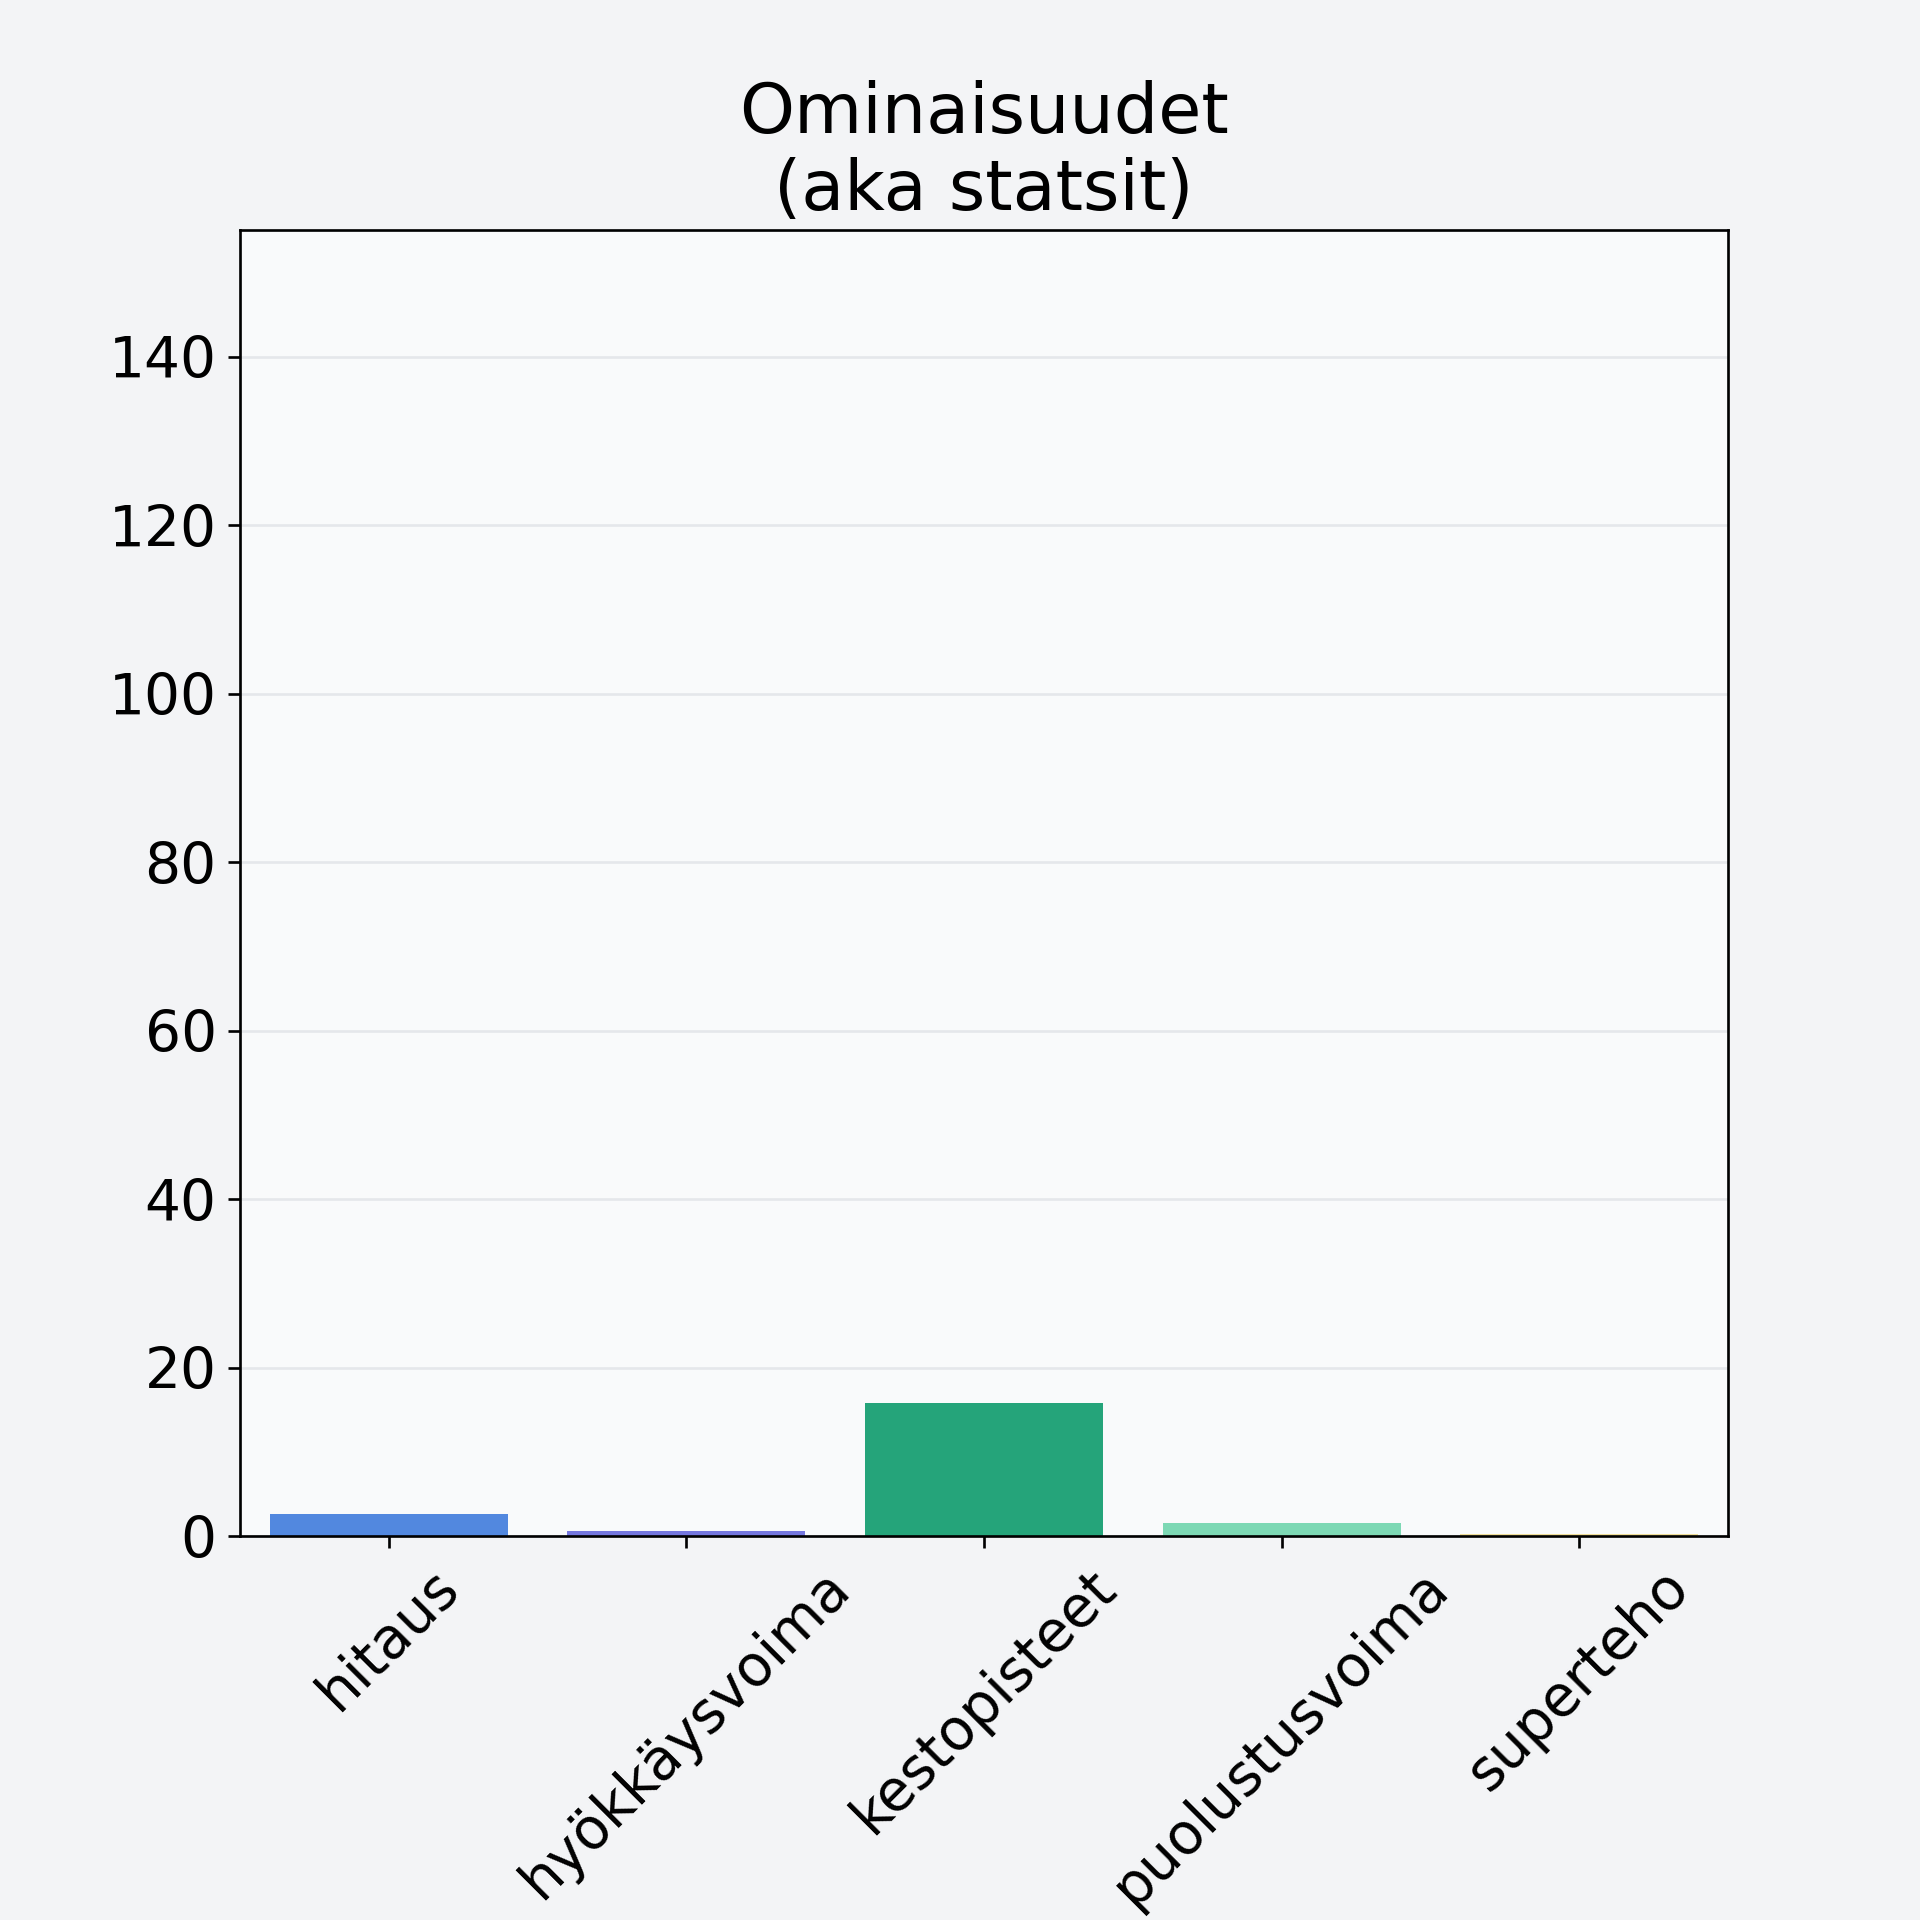 Ominaisuudet
(aka statsit)
140
120
100
80
60
40
20
0
hitaus
hyökkäysvoima
kestopisteet
puolustusvoima
superteho